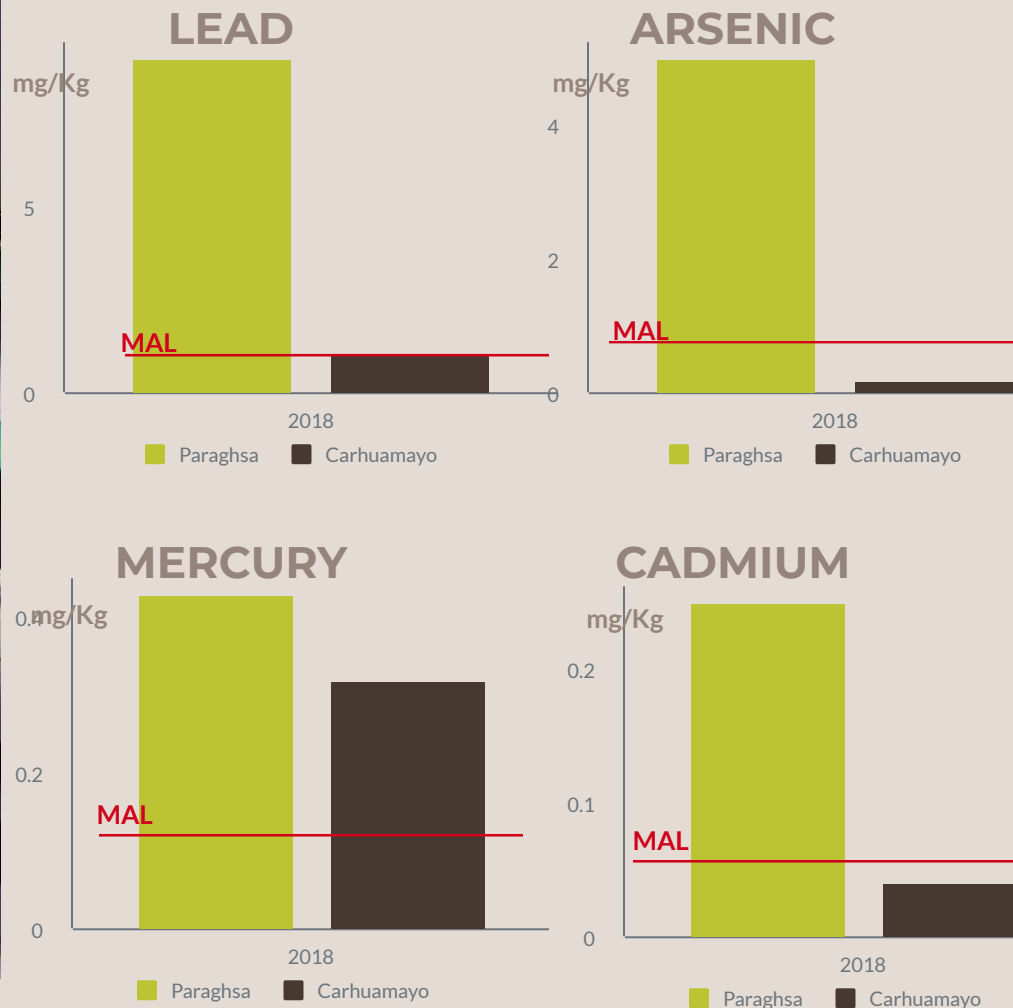 LEAD
mg/Kg
5
MAL
0
2018
Paraghsa Carhuamayo
ARSENIC
mg/Kg
4
2
MAL
0
2018
Paraghsa Carhuamayo
MERCURY
0.4
mg/Kg
0.2
MAL
0
2018
Paraghsa Carhuamayo
CADMIUM
mg/Kg
0.2
0.1
MAL
0
2018
Paraghsa Carhuamayo